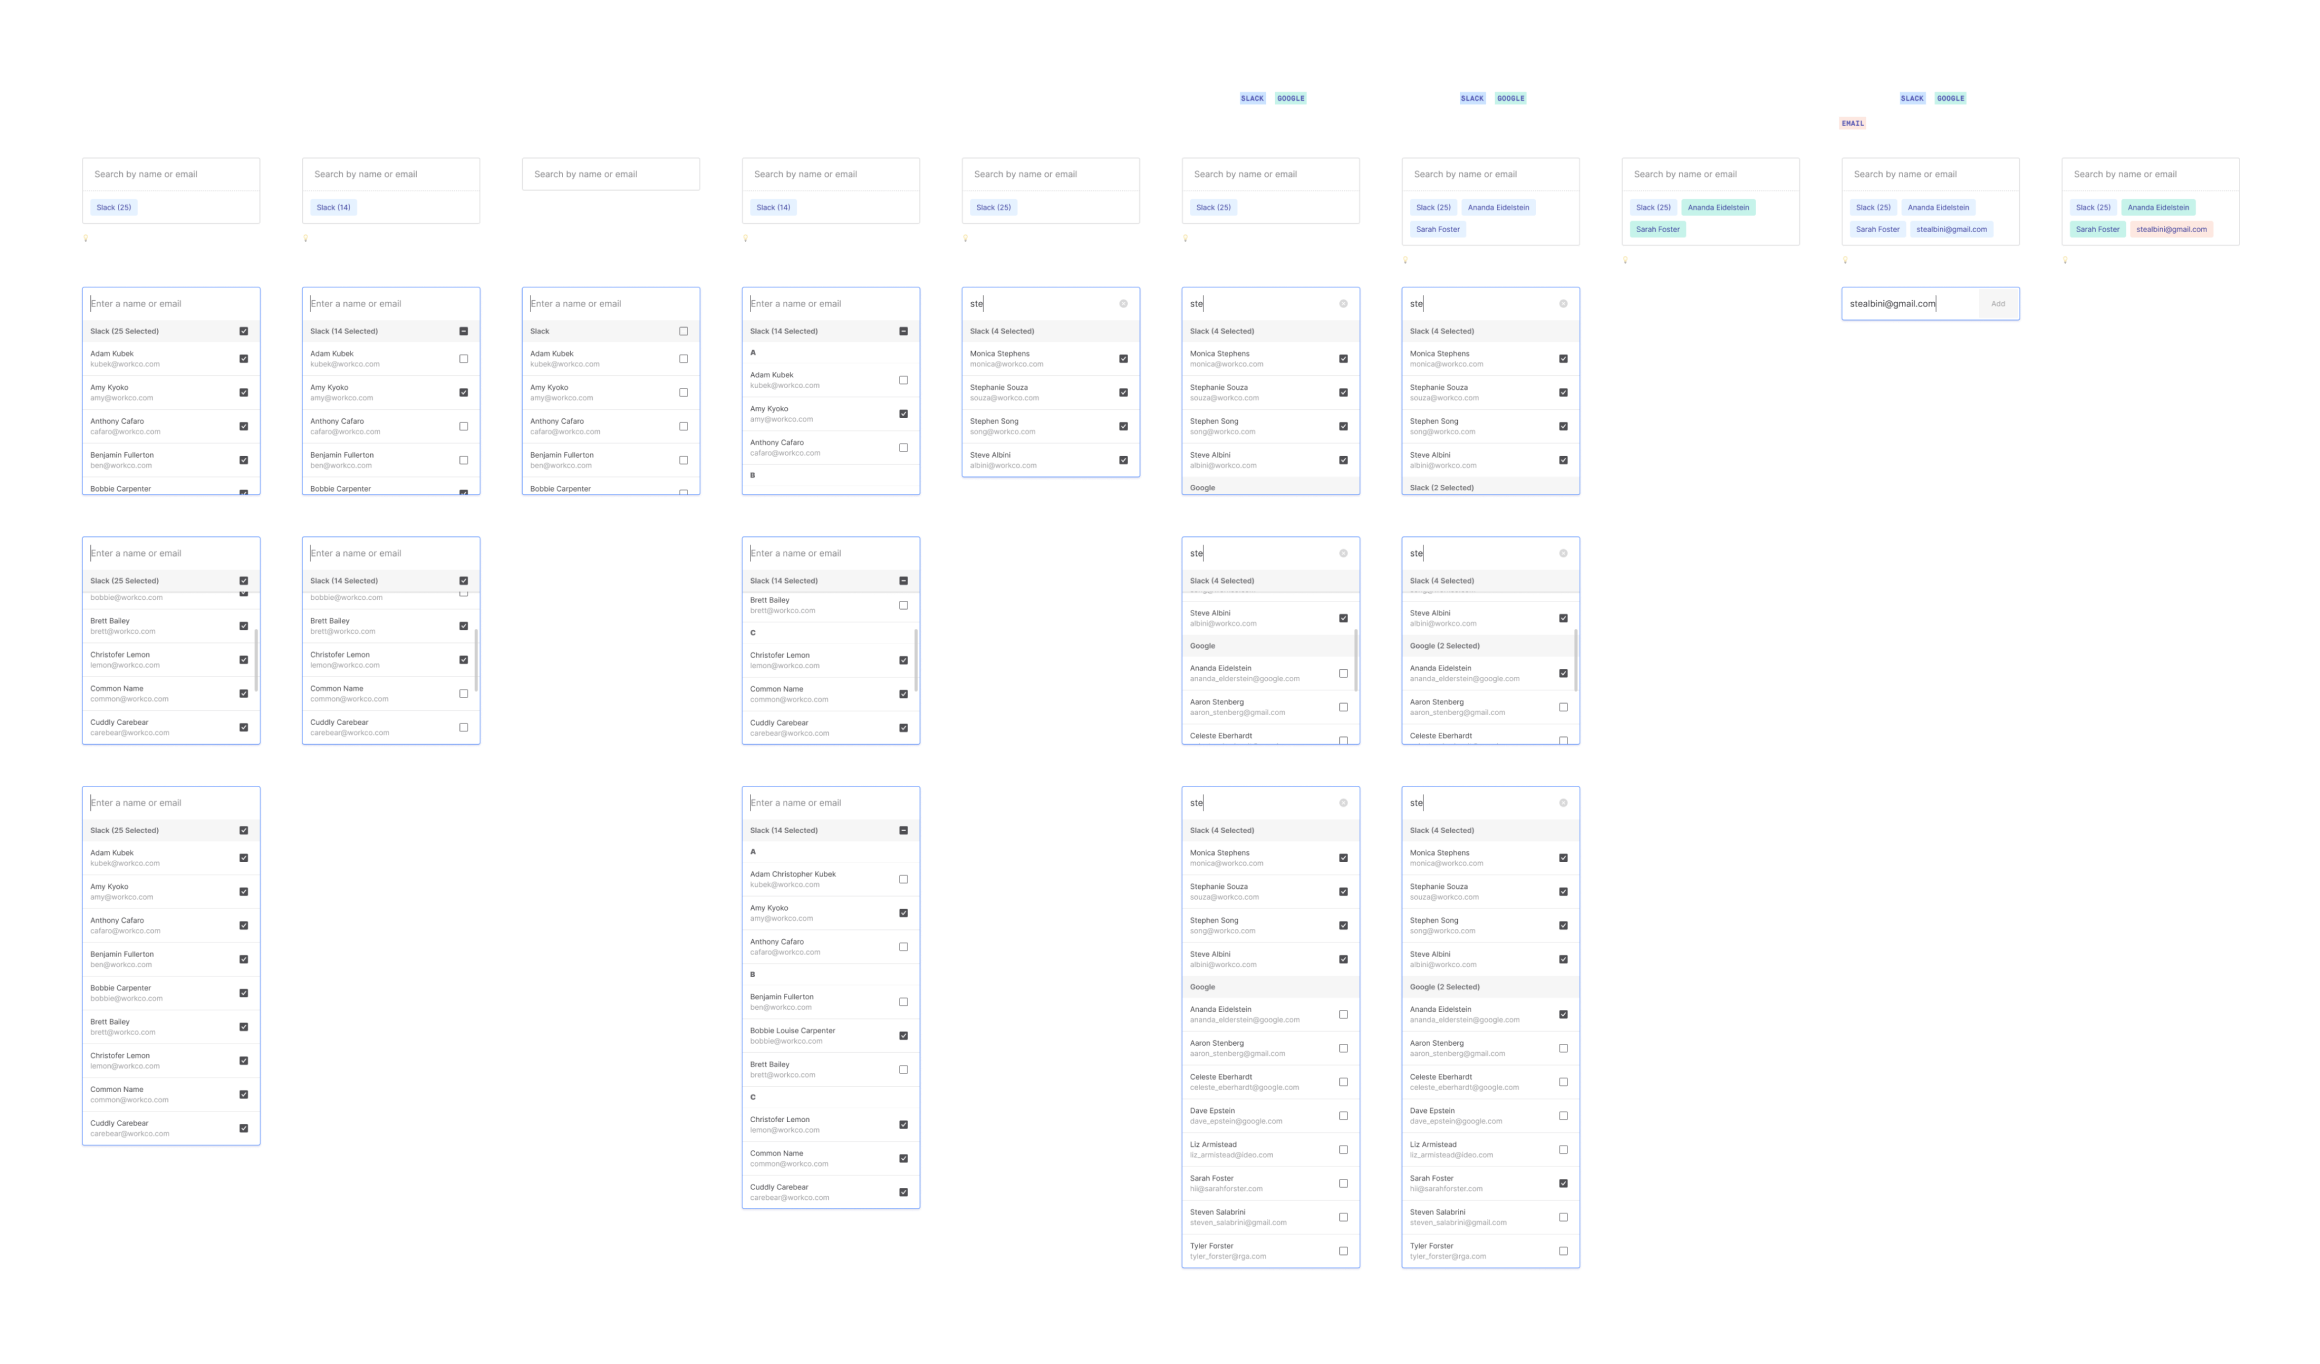 SLACK GOOGLE
SLACK GOOGLE
SLACK GOOGLE
EMAIL
Search by name or email
Slack (25)
Search by name or email
Slack (14)
Search by name or email
Search by name or email
Slack (14)
Search by name or email
Slack (25)
Search by name or email
Slack (25)
Search by name or email
Slack (25) Ananda Eidelstein
Sarah Foster
Search by name or email
Slack (25) Ananda Eidelstein
Sarah Foster
Search by name or email
Slack (25) Ananda Eidelstein
Sarah Foster stealbini@gmail.com
Search by name or email
Slack (25) Ananda Eidelstein
Sarah Foster stealbini@gmail.com
Enter a name or email
Slack (25 Selected)
Adam Kubek
kubek@workco.com
Amy Kyoko
amy@workco.com
Anthony Cafaro
cafaro@workco.com
Benjamin Fullerton
ben@workco.com
Bobbie Carpenter
Enter a name or email
Slack (14 Selected)
Adam Kubek
kubek@workco.com
Amy Kyoko
amy@workco.com
Anthony Cafaro
cafaro@workco.com
Benjamin Fullerton
ben@workco.com
Bobbie Carpenter
Enter a name or email
Slack
Adam Kubek
kubek@workco.com
Amy Kyoko
amy@workco.com
Anthony Cafaro
cafaro@workco.com
Benjamin Fullerton
ben@workco.com
Bobbie Carpenter
Enter a name or email
Slack (14 Selected)
A
Adam Kubek
kubek@workco.com
Amy Kyoko
amy@workco.com
Anthony Cafaro
cafaro@workco.com
B
ste
Slack (4 Selected)
Monica Stephens
monica@workco.com
Stephanie Souza
souza@workco.com
Stephen Song
song@workco.com
Steve Albini
albini@workco.com
ste
Slack (4 Selected)
Monica Stephens
monica@workco.com
Stephanie Souza
souza@workco.com
Stephen Song
song@workco.com
Steve Albini
albini@workco.com
Google
ste
Slack (4 Selected)
Monica Stephens
monica@workco.com
Stephanie Souza
souza@workco.com
Stephen Song
song@workco.com
Steve Albini
albini@workco.com
Slack (2 Selected)
stealbini@gmail.com Add
Enter a name or email
Slack (25 Selected)
bobbie@workco.com
Brett Bailey
brett@workco.com
Christofer Lemon
lemon@workco.com
Common Name
common@workco.com
Cuddly Carebear
carebear@workco.com
Enter a name or email
Slack (14 Selected)
bobbie@workco.com
Brett Bailey
brett@workco.com
Christofer Lemon
lemon@workco.com
Common Name
common@workco.com
Cuddly Carebear
carebear@workco.com
Enter a name or email
Slack (14 Selected)
Brett Bailey
brett@workco.com
C
Christofer Lemon
lemon@workco.com
Common Name
common@workco.com
Cuddly Carebear
carebear@workco.com
ste
Slack (4 Selected)
Steve Albini
albini@workco.com
Google
Ananda Eidelstein
ananda_elderstein@google.com
Aaron Stenberg
aaron_stenberg@gmail.com
Celeste Eberhardt
ste
Slack (4 Selected)
Steve Albini
albini@workco.com
Google (2 Selected)
Ananda Eidelstein
ananda_elderstein@google.com
Aaron Stenberg
aaron_stenberg@gmail.com
Celeste Eberhardt
Enter a name or email
Slack (25 Selected)
Adam Kubek
kubek@workco.com
Amy Kyoko
amy@workco.com
Anthony Cafaro
cafaro@workco.com
Benjamin Fullerton
ben@workco.com
Bobbie Carpenter
bobbie@workco.com
Brett Bailey
brett@workco.com
Christofer Lemon
lemon@workco.com
Common Name
common@workco.com
Cuddly Carebear
carebear@workco.com
Enter a name or email
Slack (14 Selected)
A
Adam Christopher Kubek
kubek@workco.com
Amy Kyoko
amy@workco.com
Anthony Cafaro
cafaro@workco.com
B
Benjamin Fullerton
ben@workco.com
Bobbie Louise Carpenter
bobbie@workco.com
Brett Bailey
brett@workco.com
C
Christofer Lemon
lemon@workco.com
Common Name
common@workco.com
Cuddly Carebear
carebear@workco.com
ste
Slack (4 Selected)
Monica Stephens
monica@workco.com
Stephanie Souza
souza@workco.com
Stephen Song
song@workco.com
Steve Albini
albini@workco.com
Google
Ananda Eidelstein
ananda_elderstein@google.com
Aaron Stenberg
aaron_stenberg@gmail.com
Celeste Eberhardt
celeste_eberhardt@google.com
Dave Epstein
dave_epstein@google.com
Liz Armistead
liz_armistead@ideo.com
Sarah Foster
hii@sarahforster.com
Steven Salabrini
steven_salabrini@gmail.com
Tyler Forster
tyler_forster@rga.com
ste
Slack (4 Selected)
Monica Stephens
monica@workco.com
Stephanie Souza
souza@workco.com
Stephen Song
song@workco.com
Steve Albini
albini@workco.com
Google (2 Selected)
Ananda Eidelstein
ananda_elderstein@google.com
Aaron Stenberg
aaron_stenberg@gmail.com
Celeste Eberhardt
celeste_eberhardt@google.com
Dave Epstein
dave_epstein@google.com
Liz Armistead
liz_armistead@ideo.com
Sarah Foster
hii@sarahforster.com
Steven Salabrini
steven_salabrini@gmail.com
Tyler Forster
tyler_forster@rga.com